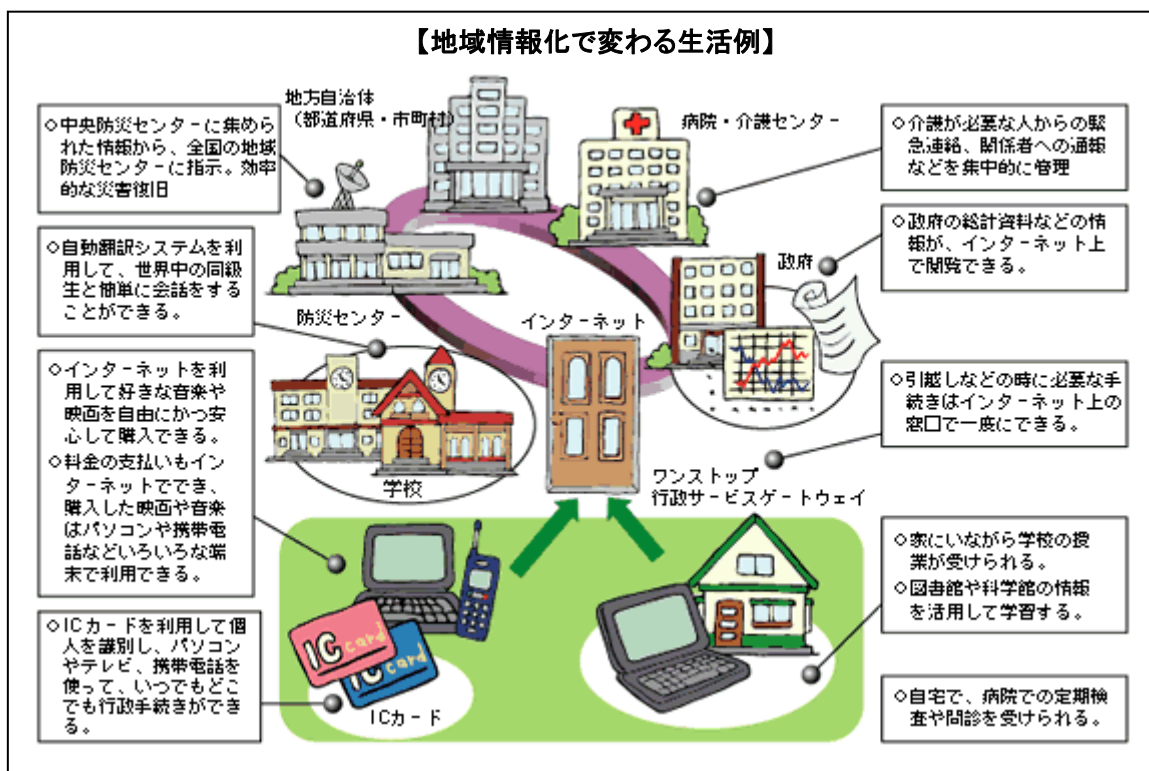 【地域情報化で変わる生活例】
地方自治体
（都道府県・市町村）
病院・介護センター
◇中央防災センターに集めら
れた情報から、全国の地域
防災センターに指示。効率
的な災害復旧
◇介護が必要な人からの緊
急連絡、関係者への通報
などを集中的に管理
◇自動翻訳システムを利
用して、世界中の同級
生と簡単に会話をする
ことができる。
◇政府の総計資料などの情
報が、インターネット上
で閲覧できる。
政府
防災センター
インターネット
◇インターネットを利
用して好きな音楽や
映画を自由にかつ安
心して購入できる。
◇料金の支払いもイン
ターネットででき、
購入した映画や音楽
はパソコンや携帯電
話などいろいろな端
末で利用できる。
◇引越しなどの時に必要な手
続きはインターネット上の
窓口で一度にできる。
学校
ワンストップ
行政サービスゲートウェイ
◇家にいながら学校の授
業が受けられる。
◇図書館や科学館の情報
を活用して学習する。
◇ICカードを利用して個
人を識別し、パソコン
やテレビ、携帯電話を
使って、いつでもどこ
でも行政手続きができ
る。
IC card
IC card
ICカード
◇自宅で、病院での定期検
査や問診を受けられる。